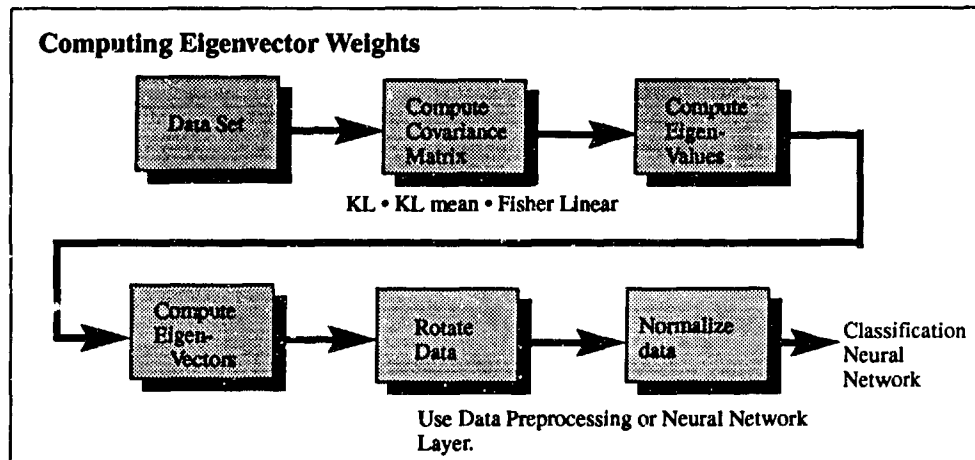 Computing Eigenvector Weights
Data Set
Compute
Covariance
Matrix
Compute
Eigen-
Values
KL • KL mean • Fisher Linear
Compute
Eigen-
Vectors
Rotate
Data
Normalize
data
Classification
Neural
Network
Use Data Preprocessing or Neural Network
Layer.